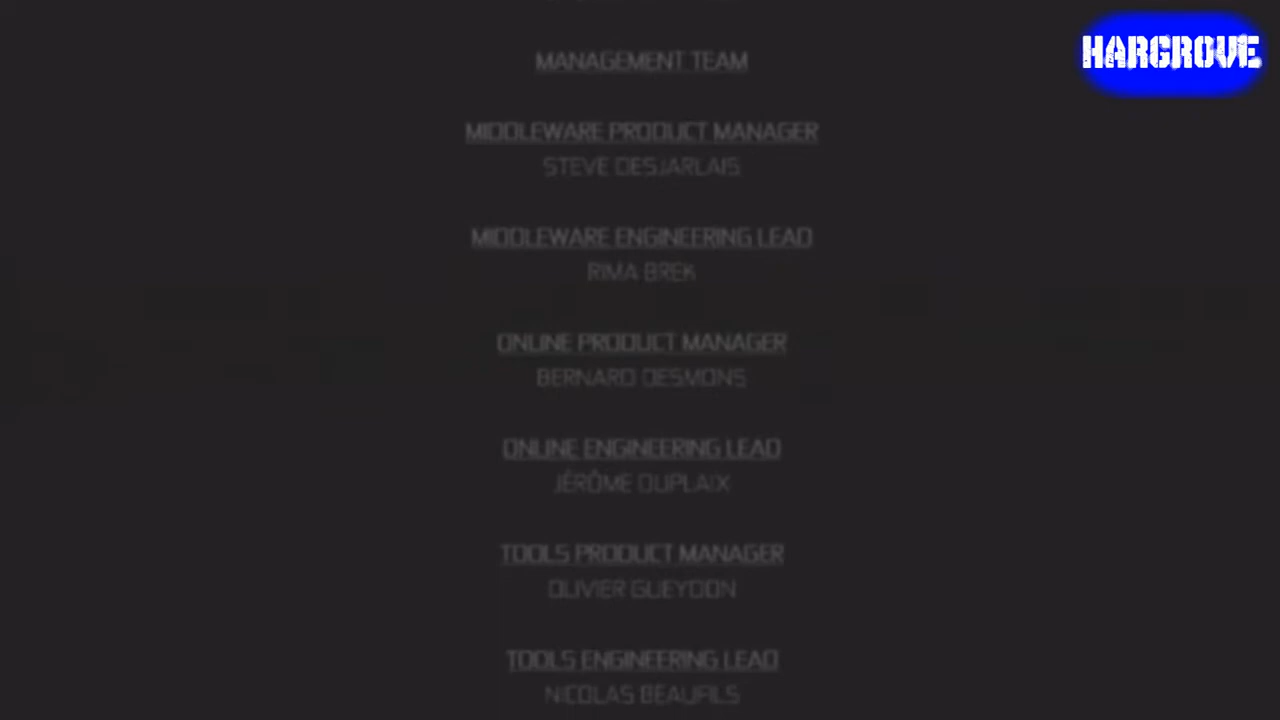 HARGROVE
MANAGEMENT TEAM
MIDDLEWARE PRODUCT MANAGER
STEVE DESJARLAIS
MIDDLEWARE ENGINEERING LEAD
RIMA BREK
ONLINE PRODUCT MANAGER
BERNARD DESMONS
ONLINE ENGINEERING LEAD
JÉRÔME DUPLAIX
TOOLS PRODUCT MANAGER
OLIVIER GUEYDON
TOOLS ENGINEERING LEAD
NICOLAS BEAUFILS